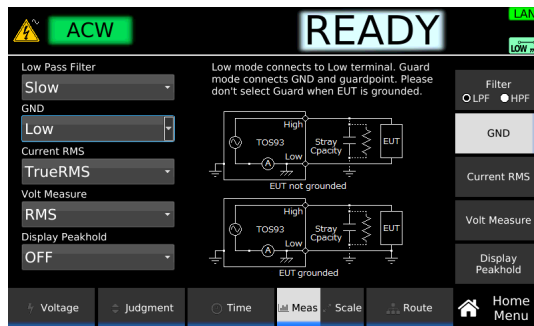 ACW
READY
LAN
LOW
Low Pass Filter
Slow
GND
Low
Current RMS
TrueRMS
Volt Measure
RMS
Display Peakhold
OFF
Low mode connects to Low terminal. Guard
mode connects GND and guardpoint. Please
don't select Guard when EUT is grounded.
High
TOS93
Stray
Cpacity
EUT
A
Low
EUT not grounded
High
TOS93
Stray
Cpacity
EUT
A
Low
EUT grounded
Filter
LPF HPF
GND
Current RMS
Volt Measure
Display
Peakhold
Voltage
Judgment
Time
Meas
Scale
Route
Home
Menu